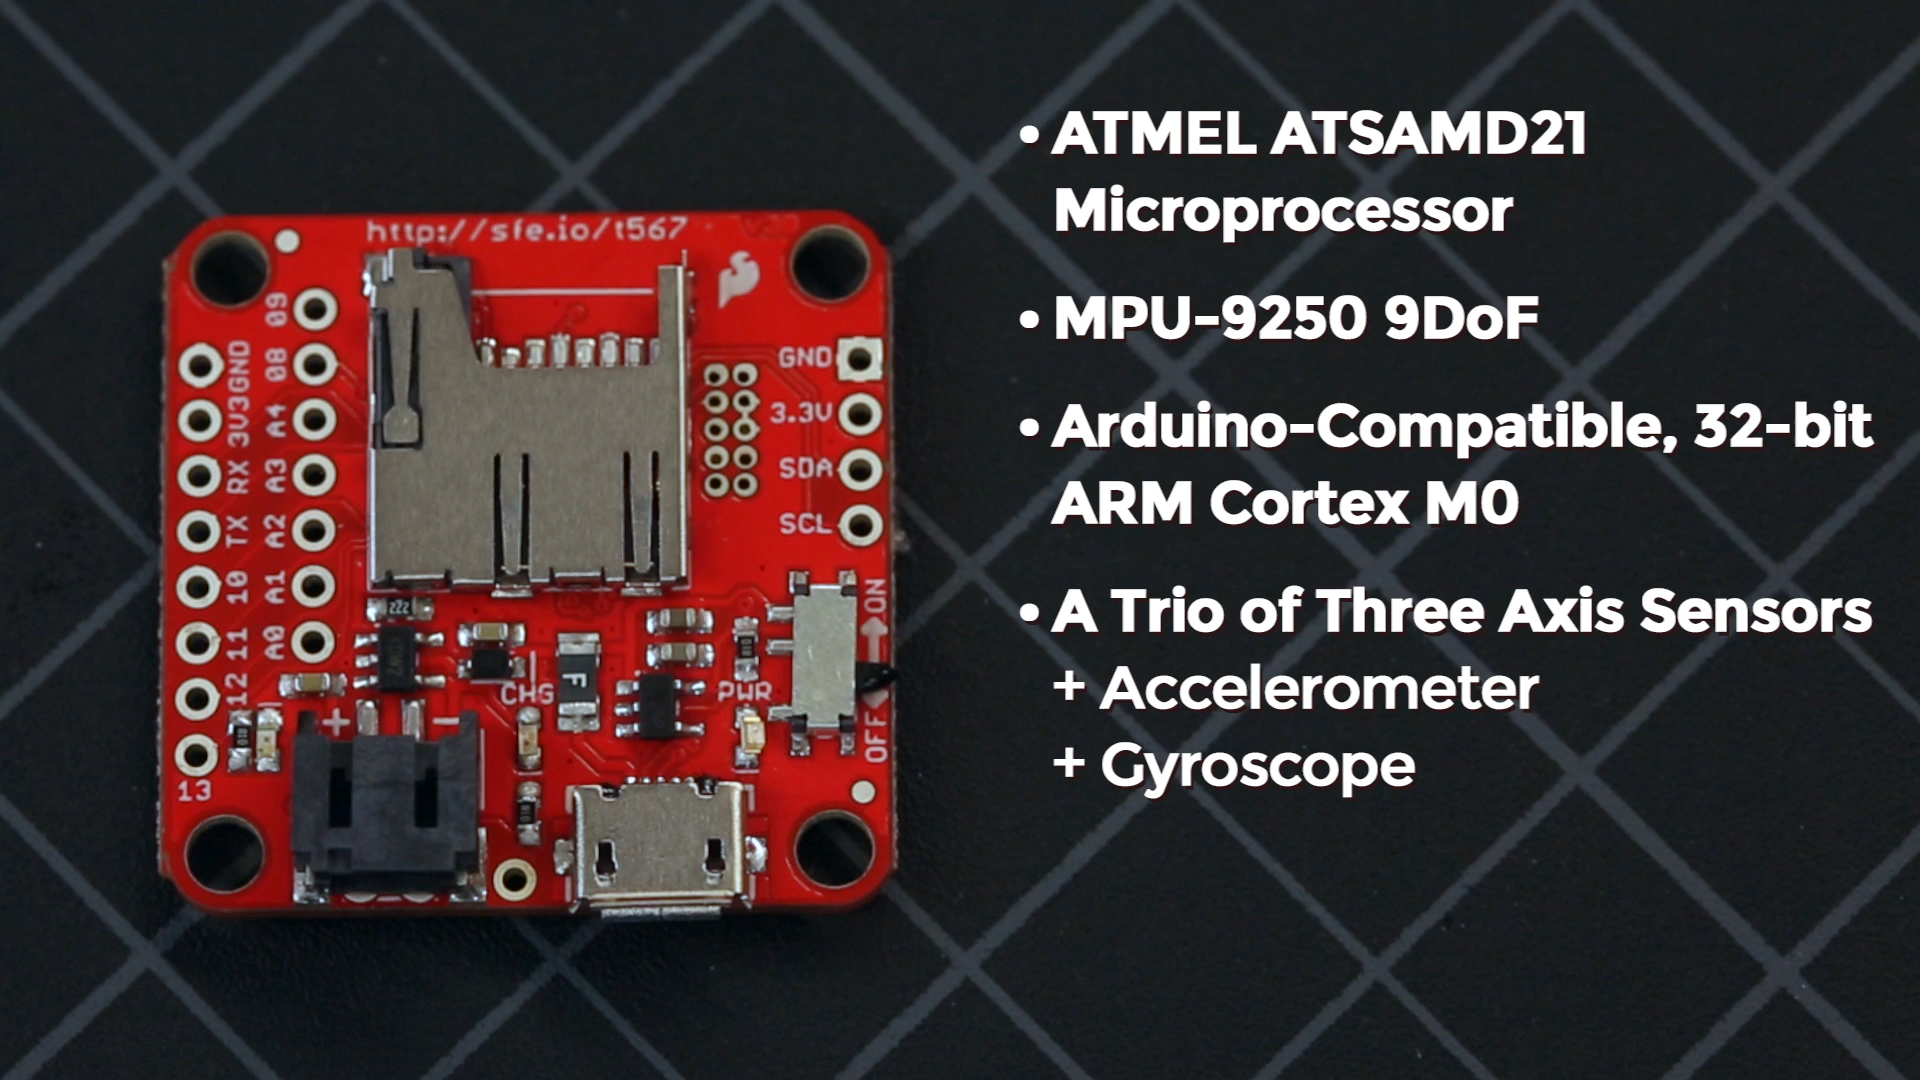 http://sfe.io/t567
09
GND
08
3V3
A4
RX
A3
TX
A2
10
A1
11
A0
12
13
GND
3.3V
SDA
SCL
ON
OFF
CHG
PWR
+ −
F
• ATMEL ATSAMD21
Microprocessor
• MPU-9250 9DoF
• Arduino-Compatible, 32-bit
ARM Cortex M0
• A Trio of Three Axis Sensors
+ Accelerometer
+ Gyroscope